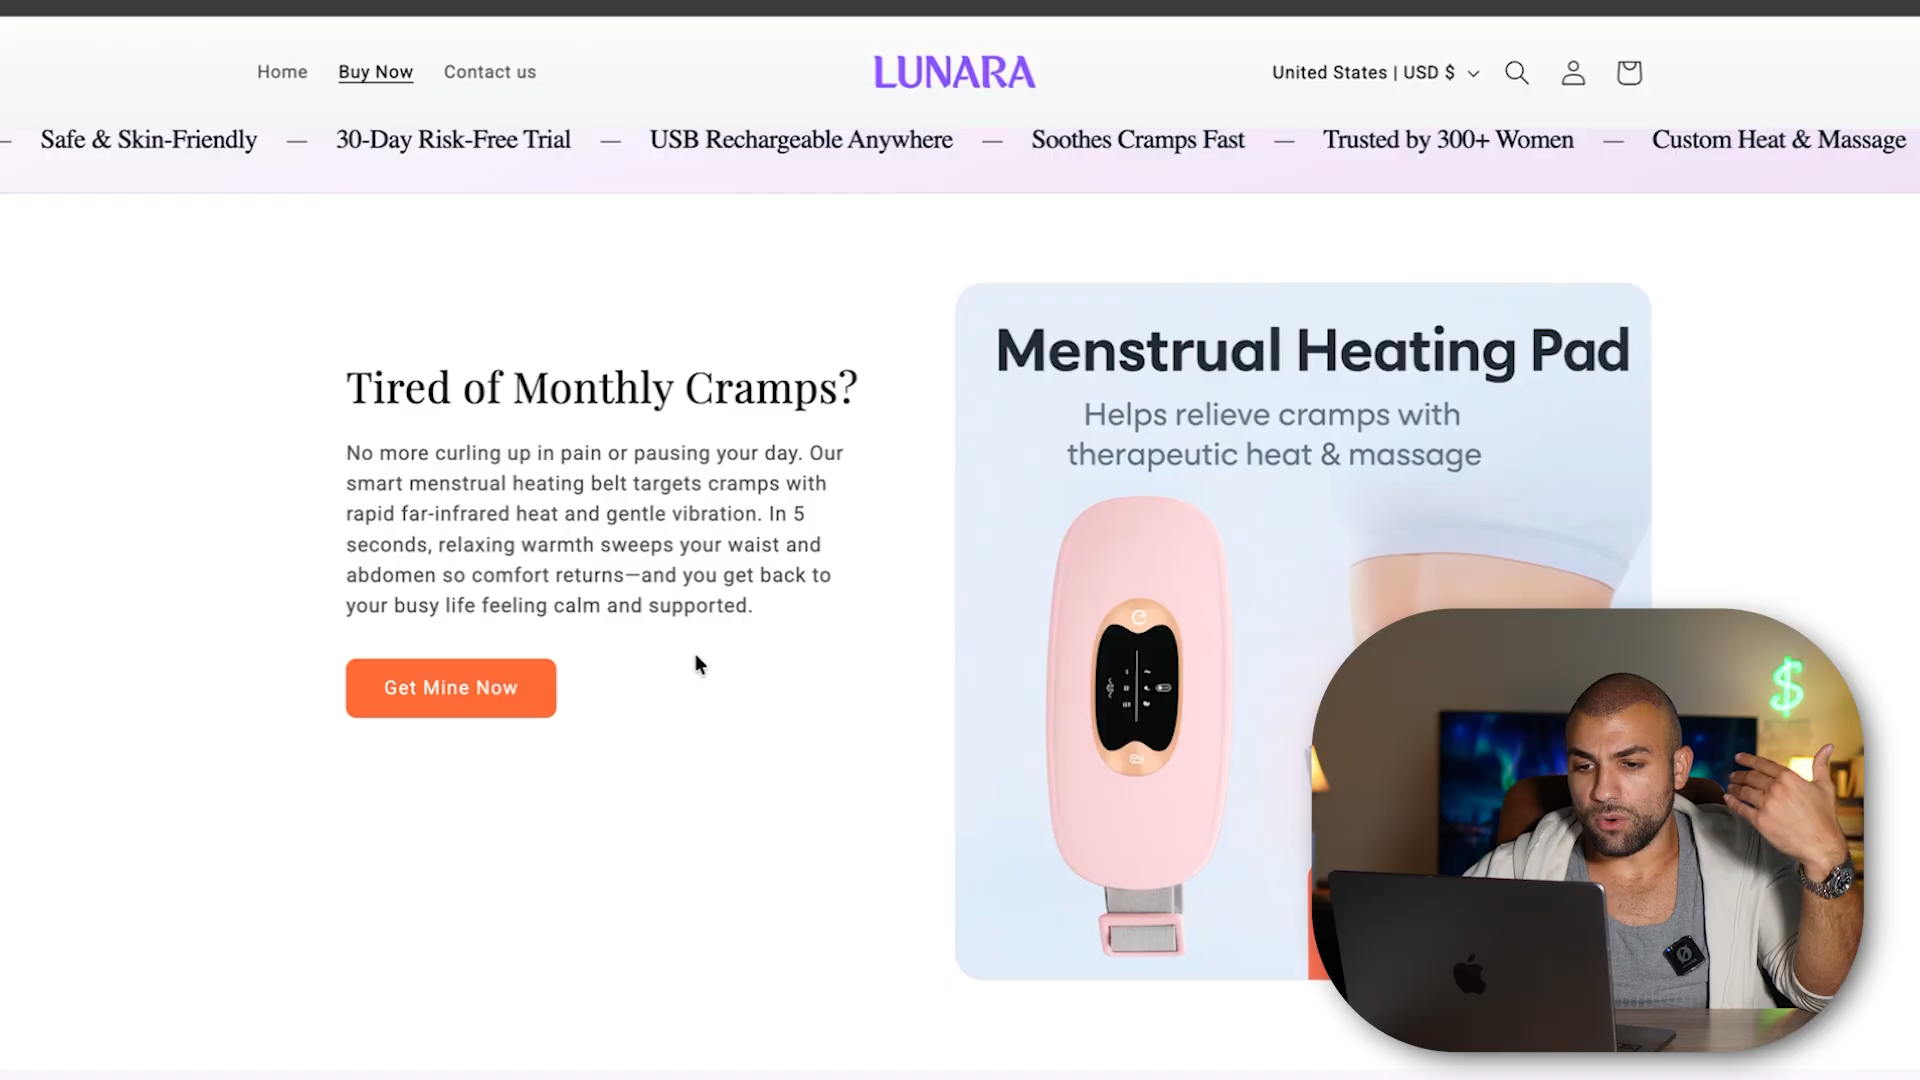 Home Buy Now Contact us LUNARA United States | USD $
— Safe & Skin-Friendly — 30-Day Risk-Free Trial — USB Rechargeable Anywhere — Soothes Cramps Fast — Trusted by 300+ Women — Custom Heat & Massage
Tired of Monthly Cramps?
No more curling up in pain or pausing your day. Our
smart menstrual heating belt targets cramps with
rapid far-infrared heat and gentle vibration. In 5
seconds, relaxing warmth sweeps your waist and
abdomen so comfort returns—and you get back to
your busy life feeling calm and supported.
Get Mine Now
Menstrual Heating Pad
Helps relieve cramps with
therapeutic heat & massage
$